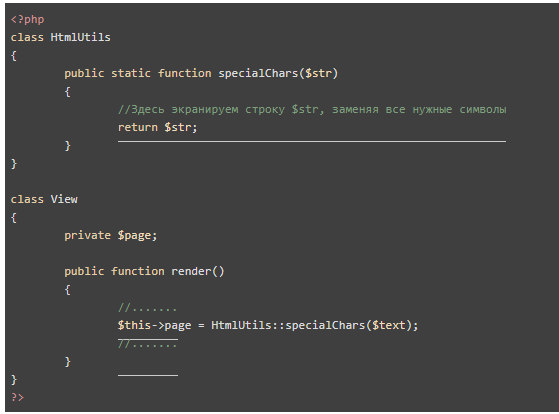 <?php
class HtmlUtils
{
public static function specialChars($str)
{
//Здесь экранируем строку $str, заменяя все нужные символы
return $str;
}
}
class View
{
private $page;
public function render()
{
//.......
$this->page = HtmlUtils::specialChars($text);
//.......
}
}
?>